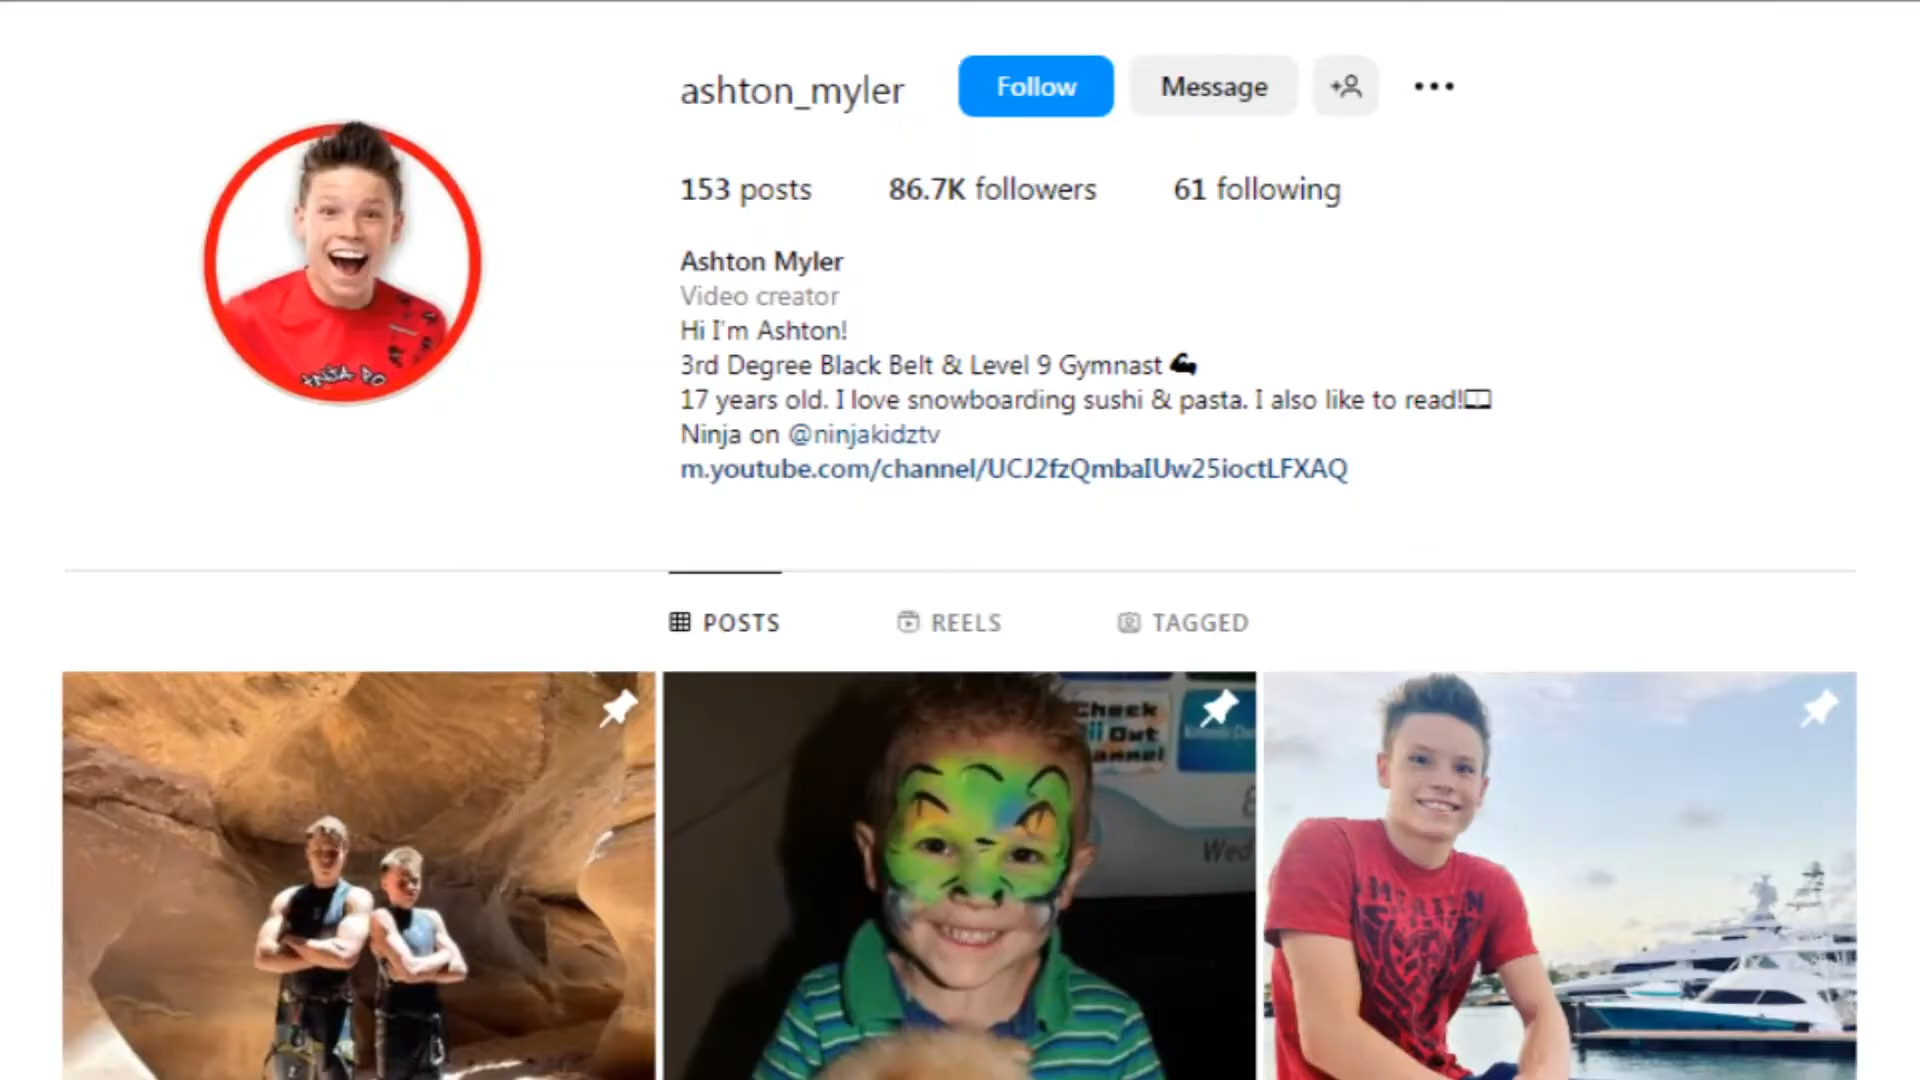 ashton_myler Follow Message
153 posts 86.7K followers 61 following
Ashton Myler
Video creator
Hi I'm Ashton!
3rd Degree Black Belt & Level 9 Gymnast
17 years old. I love snowboarding sushi & pasta. I also like to read!
Ninja on @ninjakidztv
m.youtube.com/channel/UCJ2fzQmbaIUw25ioctLFXAQ
POSTS REELS TAGGED
Check
Out
Wed